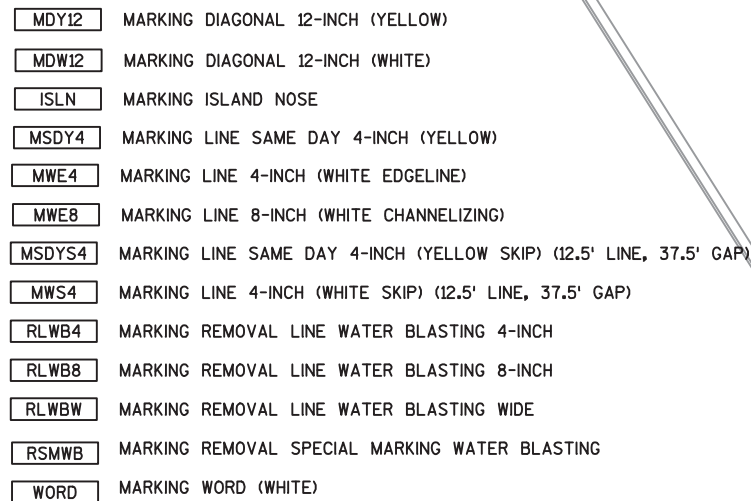 MDY12 MARKING DIAGONAL 12-INCH (YELLOW)
MDW12 MARKING DIAGONAL 12-INCH (WHITE)
ISLN MARKING ISLAND NOSE
MSDY4 MARKING LINE SAME DAY 4-INCH (YELLOW)
MWE4 MARKING LINE 4-INCH (WHITE EDGELINE)
MWE8 MARKING LINE 8-INCH (WHITE CHANNELIZING)
MSDYS4 MARKING LINE SAME DAY 4-INCH (YELLOW SKIP) (12.5' LINE, 37.5' GAP)
MWS4 MARKING LINE 4-INCH (WHITE SKIP) (12.5' LINE, 37.5' GAP)
RLWB4 MARKING REMOVAL LINE WATER BLASTING 4-INCH
RLWB8 MARKING REMOVAL LINE WATER BLASTING 8-INCH
RLWBW MARKING REMOVAL LINE WATER BLASTING WIDE
RSMWB MARKING REMOVAL SPECIAL MARKING WATER BLASTING
WORD MARKING WORD (WHITE)